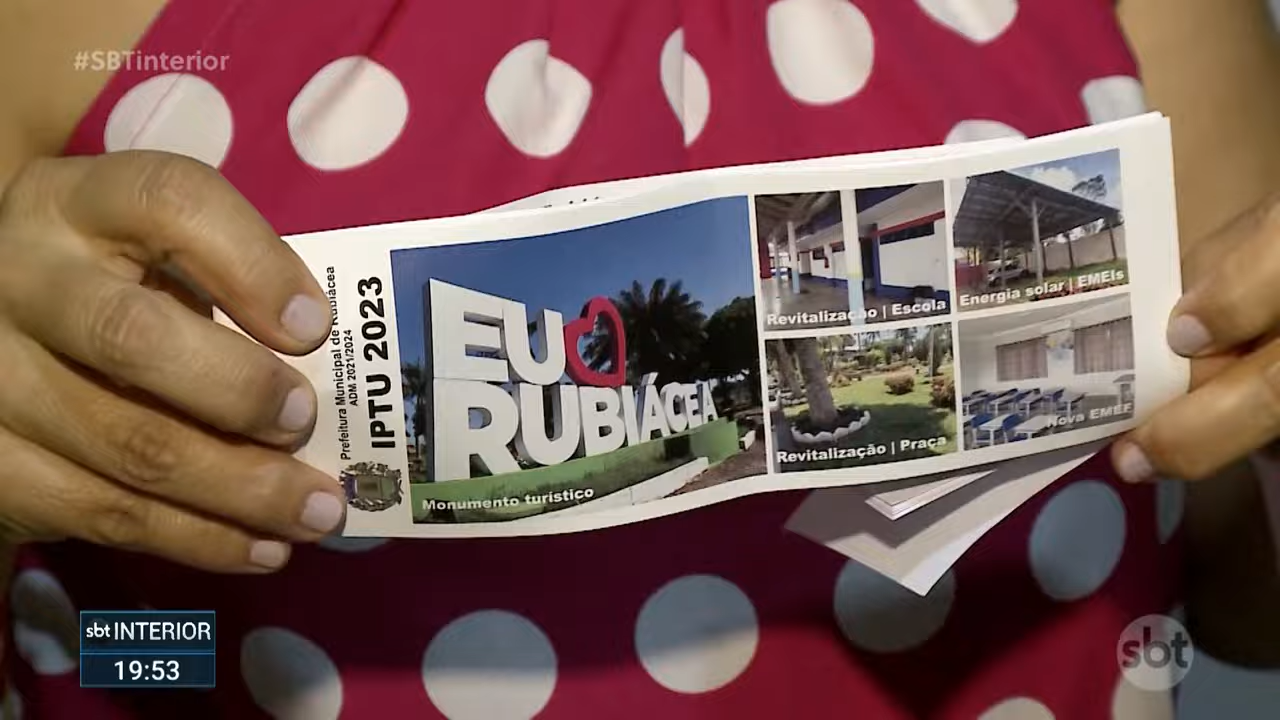 #SBTinterior
Prefeitura Municipal de Rubiácea
ADM 2021/2024
IPTU 2023
EU
RUBIÁCEA
Monumento turístico
Revitalização | Escola
Energia solar | EMEIs
Revitalização | Praça
Nova EMEF
sbt INTERIOR
19:53
sbt